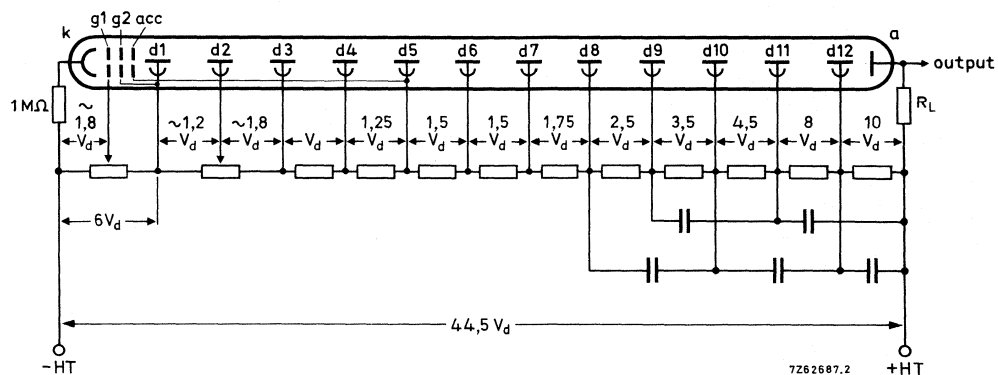 g1 g2 acc
k d1 d2 d3 d4 d5 d6 d7 d8 d9 d10 d11 d12 a
output
1 MΩ
R_L
~ 1,8 V_d
~1,2 V_d
~1,8 V_d
V_d
1,25 V_d
1,5 V_d
1,5 V_d
1,75 V_d
2,5 V_d
3,5 V_d
4,5 V_d
8 V_d
10 V_d
6V_d
44,5 V_d
-HT
7Z62687.2
+HT